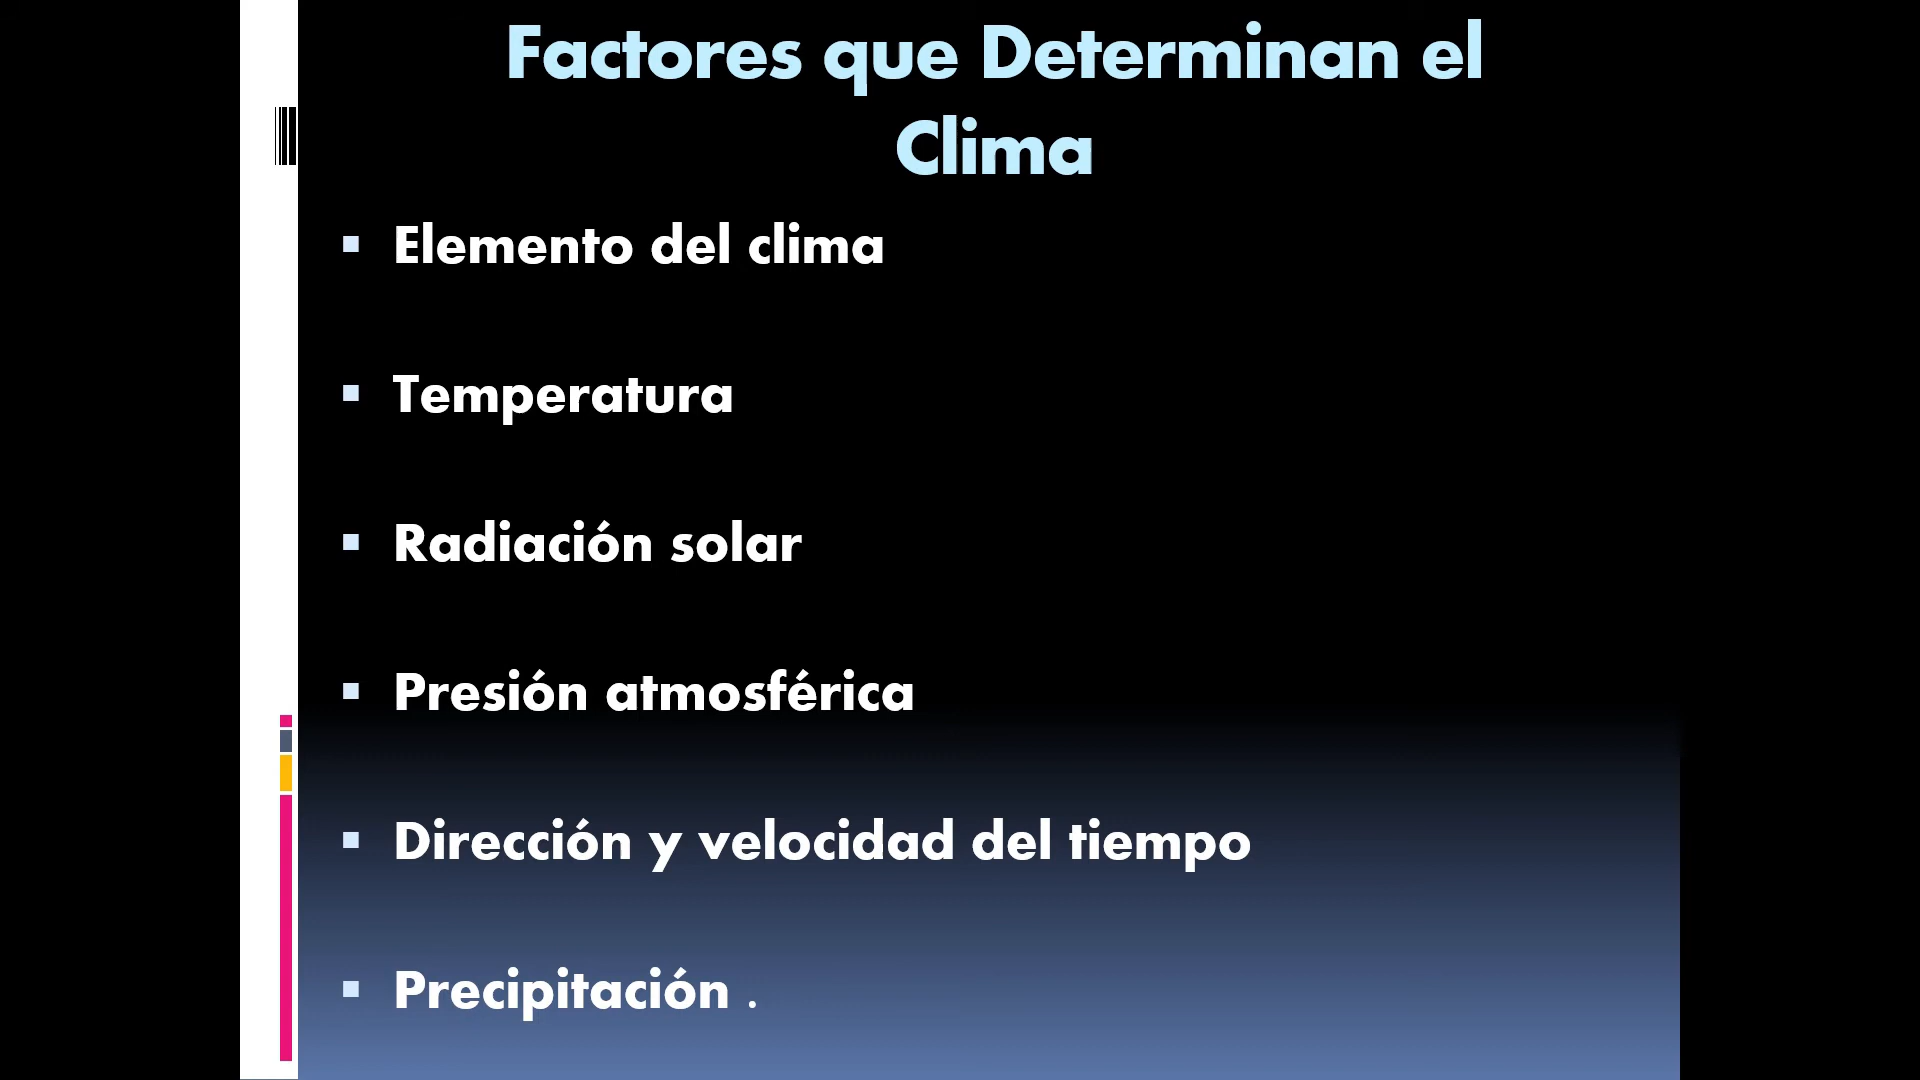 Factores que Determinan el
Clima
▪ Elemento del clima
▪ Temperatura
▪ Radiación solar
▪ Presión atmosférica
▪ Dirección y velocidad del tiempo
▪ Precipitación .